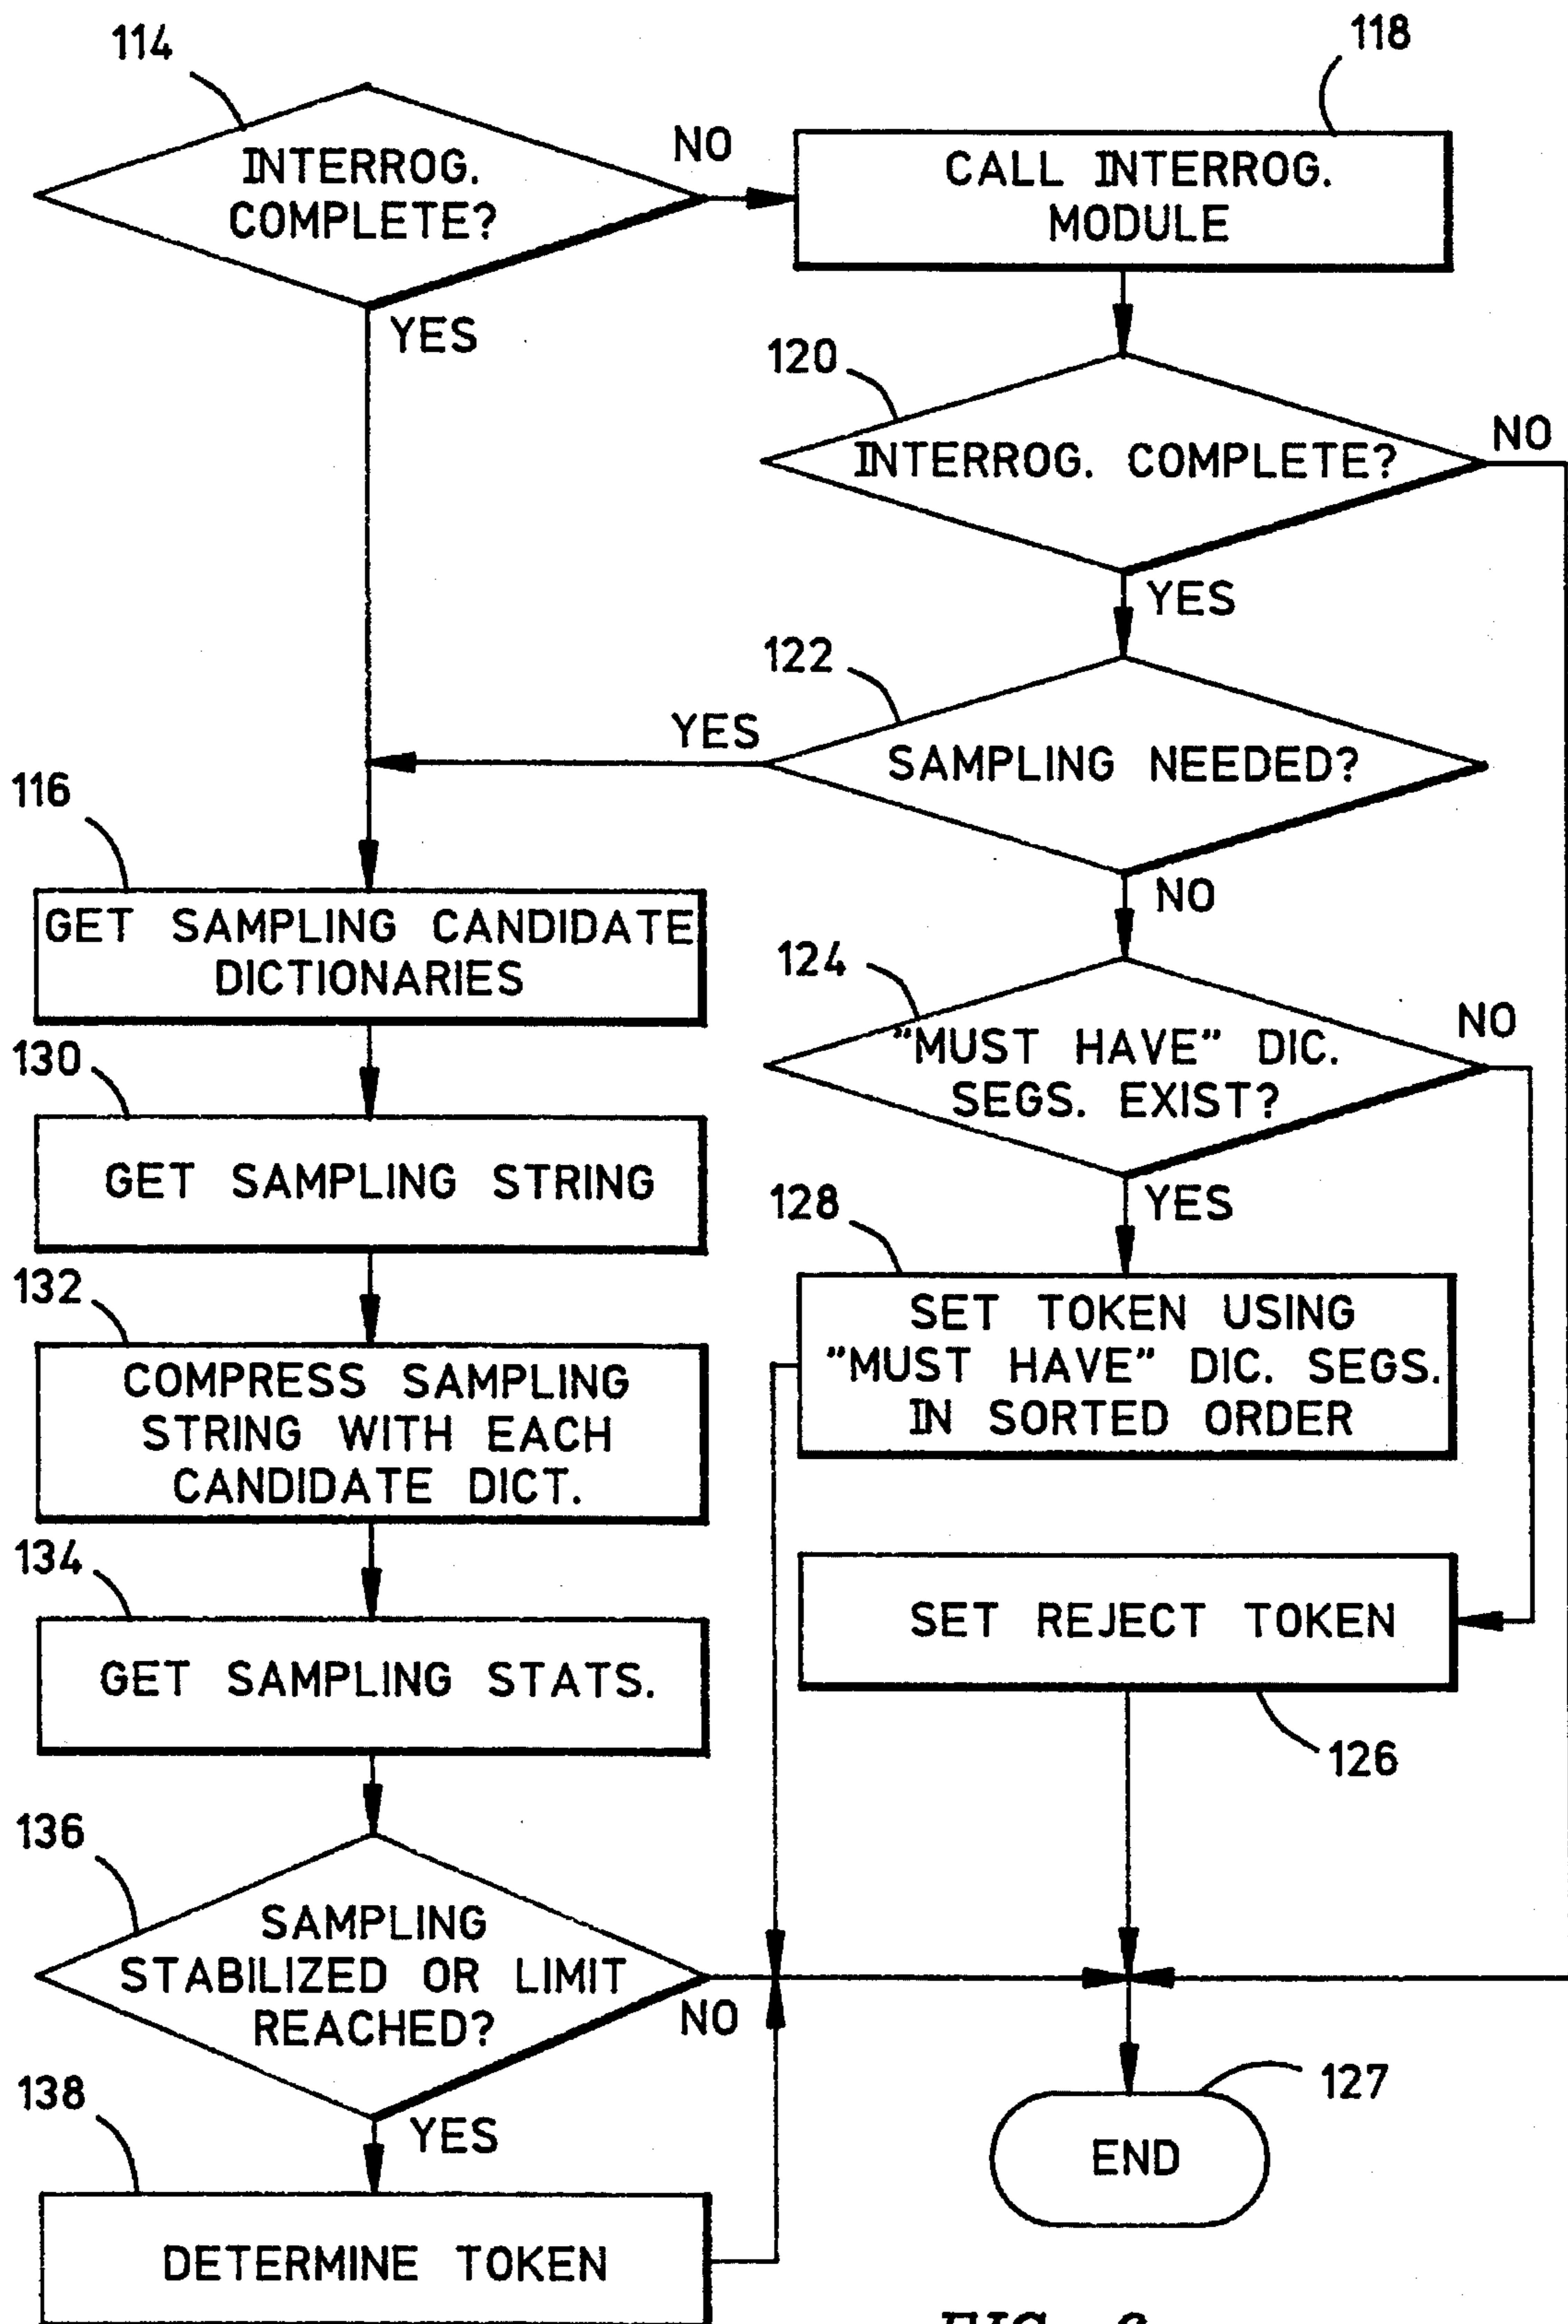 114
INTERROG.
COMPLETE?
NO
YES
118
CALL INTERROG.
MODULE
120
INTERROG. COMPLETE?
NO
YES
122
SAMPLING NEEDED?
YES
NO
116
GET SAMPLING CANDIDATE
DICTIONARIES
124
"MUST HAVE" DIC.
SEGS. EXIST?
NO
YES
130
GET SAMPLING STRING
128
SET TOKEN USING
"MUST HAVE" DIC. SEGS.
IN SORTED ORDER
132
COMPRESS SAMPLING
STRING WITH EACH
CANDIDATE DICT.
134
GET SAMPLING STATS.
SET REJECT TOKEN
126
136
SAMPLING
STABILIZED OR LIMIT
REACHED?
NO
YES
138
DETERMINE TOKEN
127
END